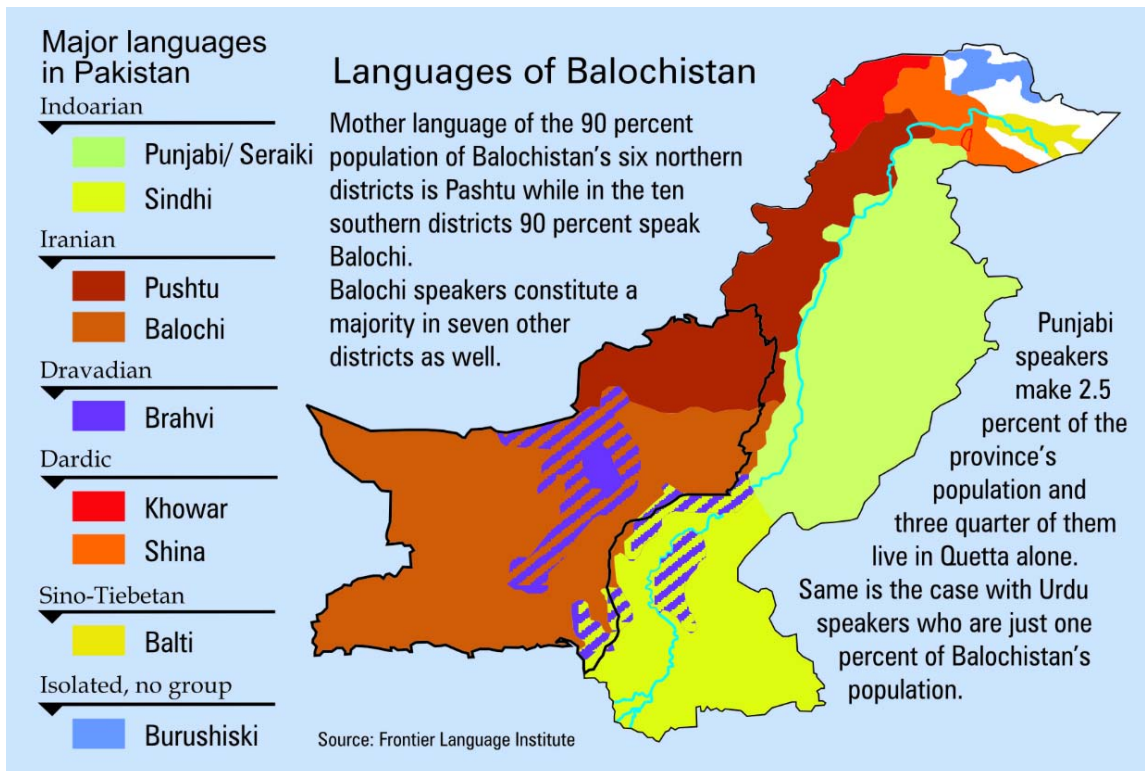 Major languages
in Pakistan
Indoarian
Punjabi/ Seraiki
Sindhi
Iranian
Pushtu
Balochi
Dravadian
Brahvi
Dardic
Khowar
Shina
Sino-Tiebetan
Balti
Isolated, no group
Burushiski
Languages of Balochistan
Mother language of the 90 percent
population of Balochistan's six northern
districts is Pashtu while in the ten
southern districts 90 percent speak
Balochi.
Balochi speakers constitute a
majority in seven other
districts as well.
Punjabi
speakers
make 2.5
percent of the
province's
population and
three quarter of them
live in Quetta alone.
Same is the case with Urdu
speakers who are just one
percent of Balochistan's
population.
Source: Frontier Language Institute